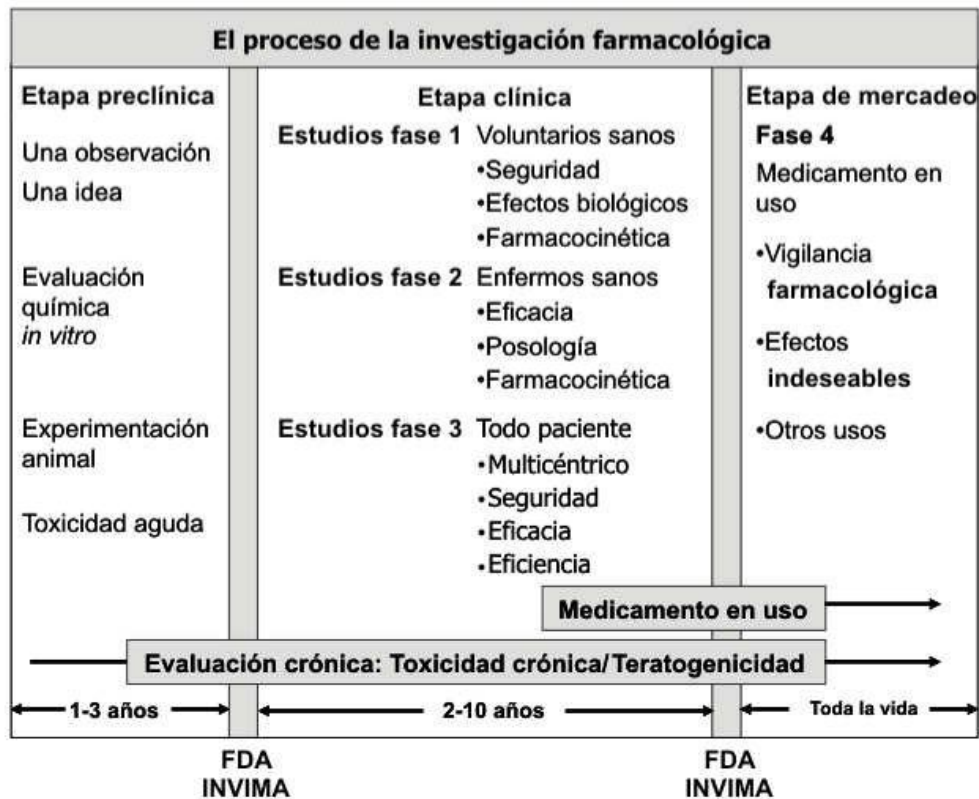 El proceso de la investigación farmacológica
Etapa preclínica
Una observación
Una idea
Evaluación
química
in vitro
Experimentación
animal
Toxicidad aguda
Etapa clínica
Estudios fase 1 Voluntarios sanos
•Seguridad
•Efectos biológicos
•Farmacocinética
Estudios fase 2 Enfermos sanos
•Eficacia
•Posología
•Farmacocinética
Estudios fase 3 Todo paciente
•Multicéntrico
•Seguridad
•Eficacia
•Eficiencia
Etapa de mercadeo
Fase 4
Medicamento en
uso
•Vigilancia
farmacológica
•Efectos
indeseables
•Otros usos
Medicamento en uso
Evaluación crónica: Toxicidad crónica/Teratogenicidad
1-3 años
2-10 años
Toda la vida
FDA
INVIMA
FDA
INVIMA